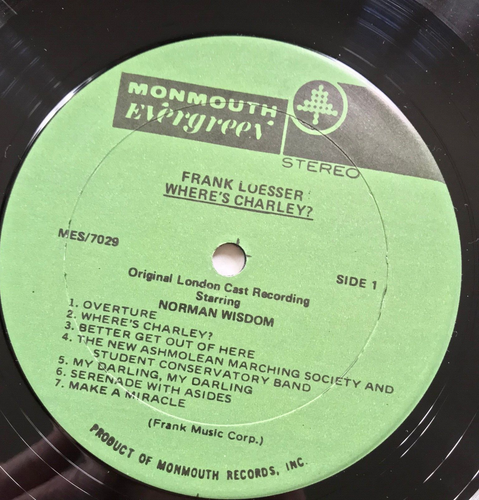 MONMOUTH
Evergreen
STEREO
FRANK LOESSER
WHERE'S CHARLEY?
MES/7029
SIDE 1
Original London Cast Recording
Starring
NORMAN WISDOM
1. OVERTURE
2. WHERE'S CHARLEY?
3. BETTER GET OUT OF HERE
4. THE NEW ASHMOLEAN MARCHING SOCIETY AND
STUDENT CONSERVATORY BAND
5. MY DARLING, MY DARLING
6. SERENADE WITH ASIDES
7. MAKE A MIRACLE
(Frank Music Corp.)
PRODUCT OF MONMOUTH RECORDS, INC.